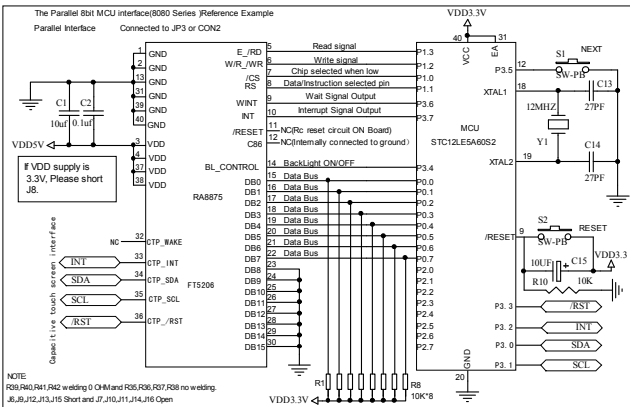 The Parallel 8bit MCU interface(8080 Series )Reference Example
Parallel Interface Connected to JP3 or CON2
VDD3.3V
1 GND
2 GND
13 GND
31 GND
39 GND
40 GND
3 VDD
4 VDD
37 VDD
38 VDD
C1 C2
10uf 0.1uf
VDD5V
If VDD supply is
3.3V, Please short
J8.
E_/RD 5 Read signal P1.3
W/R_/WR 6 Write signal P1.2
/CS 7 Chip selected when low P1.0
RS 8 Data/Instruction selected pin P1.1
WINT 9 Wait Signal Output P3.6
INT 10 Interrupt Signal Output P3.7
/RESET 11 NC(Rc reset circuit ON Board)
C86 12 NC(Internally connected to ground)
BL_CONTROL 14 BackLight ON/OFF P3.4
RA8875
DB0 15 Data Bus P0.0
DB1 16 Data Bus P0.1
DB2 17 Data Bus P0.2
DB3 18 Data Bus P0.3
DB4 19 Data Bus P0.4
DB5 20 Data Bus P0.5
DB6 21 Data Bus P0.6
DB7 22 Data Bus P0.7
DB8 23 P2.0
DB9 24 P2.1
DB10 25 P2.2
DB11 26 P2.3
DB12 27 P2.4
DB13 28 P2.5
DB14 29 P2.6
DB15 30 P2.7
Capacitive touch screen interface
NC 32 CTP_WAKE
INT 33 CTP_INT
SDA 34 CTP_SDA
SCL 35 CTP_SCL
/RST 36 CTP_/RST
FT5206
40 VCC
31 EA
MCU
STC12LE5A60S2
P3.5 12
S1 NEXT
SW-PB
XTAL1 18
C13
27PF
12MHZ
Y1
XTAL2 19
C14
27PF
/RESET 9
S2 RESET
SW-PB
VDD3.3
10UF C15
R10 10K
P3. 3 /RST
P3. 2 INT
P3. 0 SDA
P3. 1 SCL
GND
20
R1 R8
10K*8
VDD3.3V
NOTE:
R39,R40,R41,R42 welding 0 OHM and R35,R36,R37,R38 no welding.
J6,J9,J12,J13,J15 Short and J7,J10,J11,J14,J16 Open